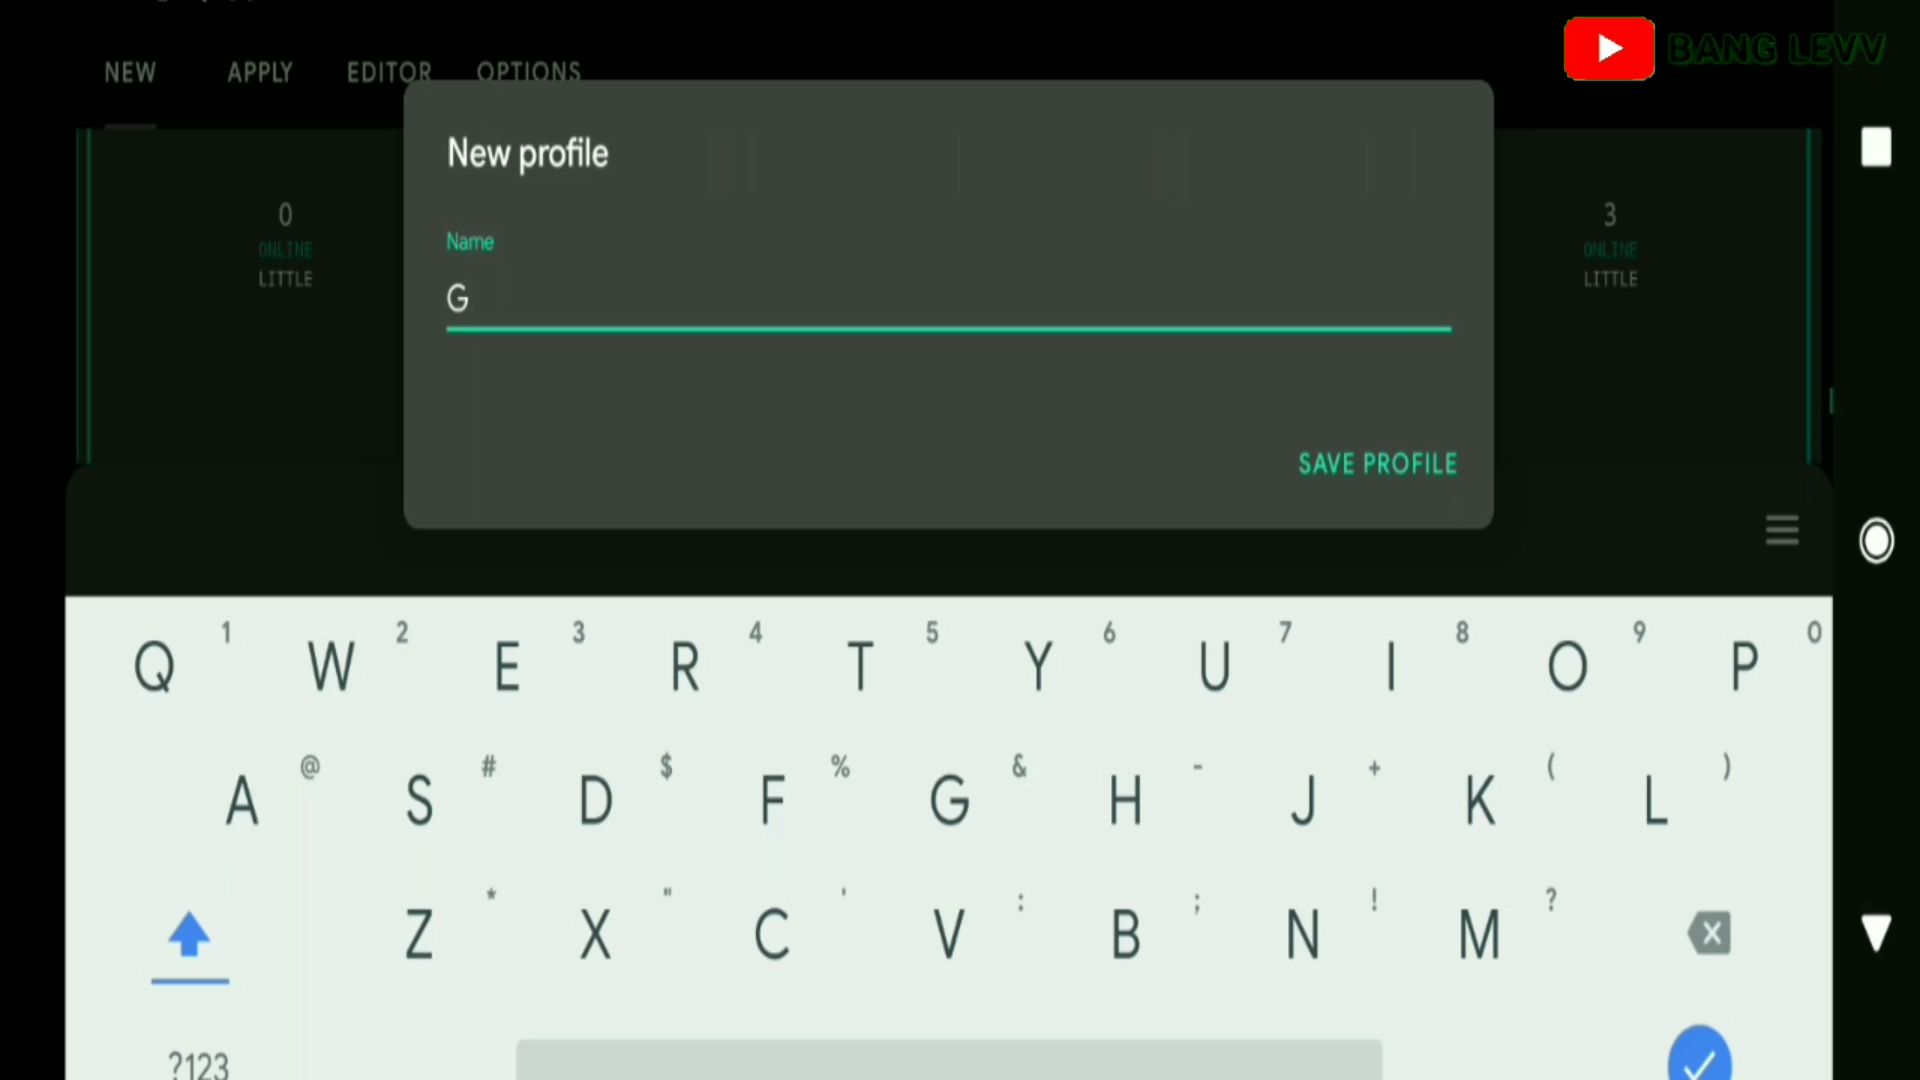 BANG LEVV
NEW APPLY EDITOR OPTIONS
New profile
Name
G
SAVE PROFILE
0
ONLINE
LITTLE
3
ONLINE
LITTLE
Q 1 W 2 E 3 R 4 T 5 Y 6 U 7 I 8 O 9 P 0
A @ S # D $ F % G & H - J + K ( L )
Z * X " C ' V : B ; N ! M ?
?123